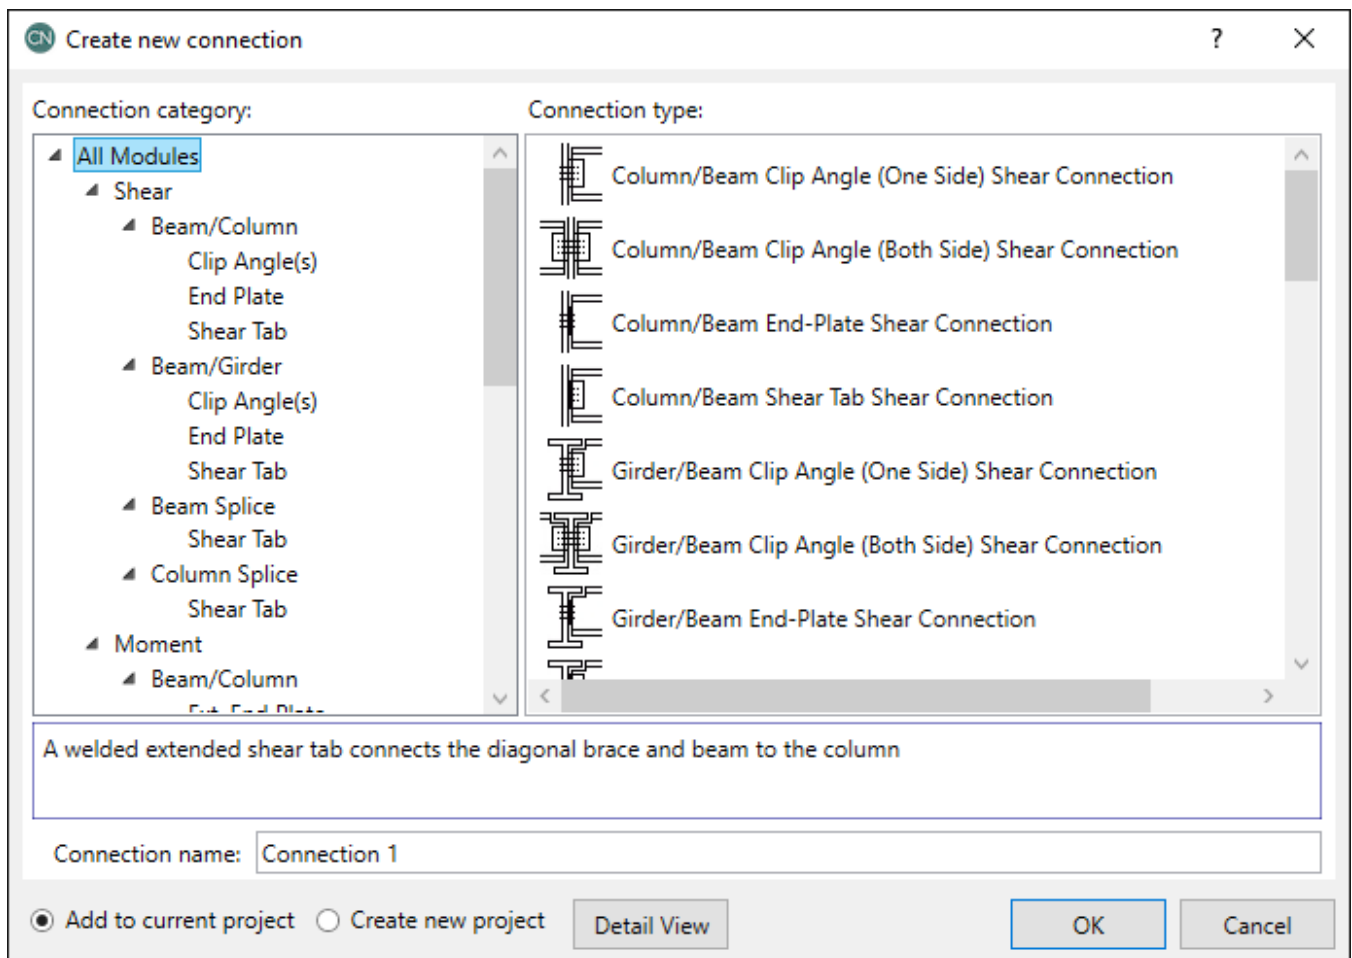 CN Create new connection ?
Connection category:
All Modules
Shear
Beam/Column
Clip Angle(s)
End Plate
Shear Tab
Beam/Girder
Clip Angle(s)
End Plate
Shear Tab
Beam Splice
Shear Tab
Column Splice
Shear Tab
Moment
Beam/Column
Ext. End Plate
Connection type:
Column/Beam Clip Angle (One Side) Shear Connection
Column/Beam Clip Angle (Both Side) Shear Connection
Column/Beam End-Plate Shear Connection
Column/Beam Shear Tab Shear Connection
Girder/Beam Clip Angle (One Side) Shear Connection
Girder/Beam Clip Angle (Both Side) Shear Connection
Girder/Beam End-Plate Shear Connection
A welded extended shear tab connects the diagonal brace and beam to the column
Connection name: Connection 1
Add to current project Create new project Detail View OK Cancel